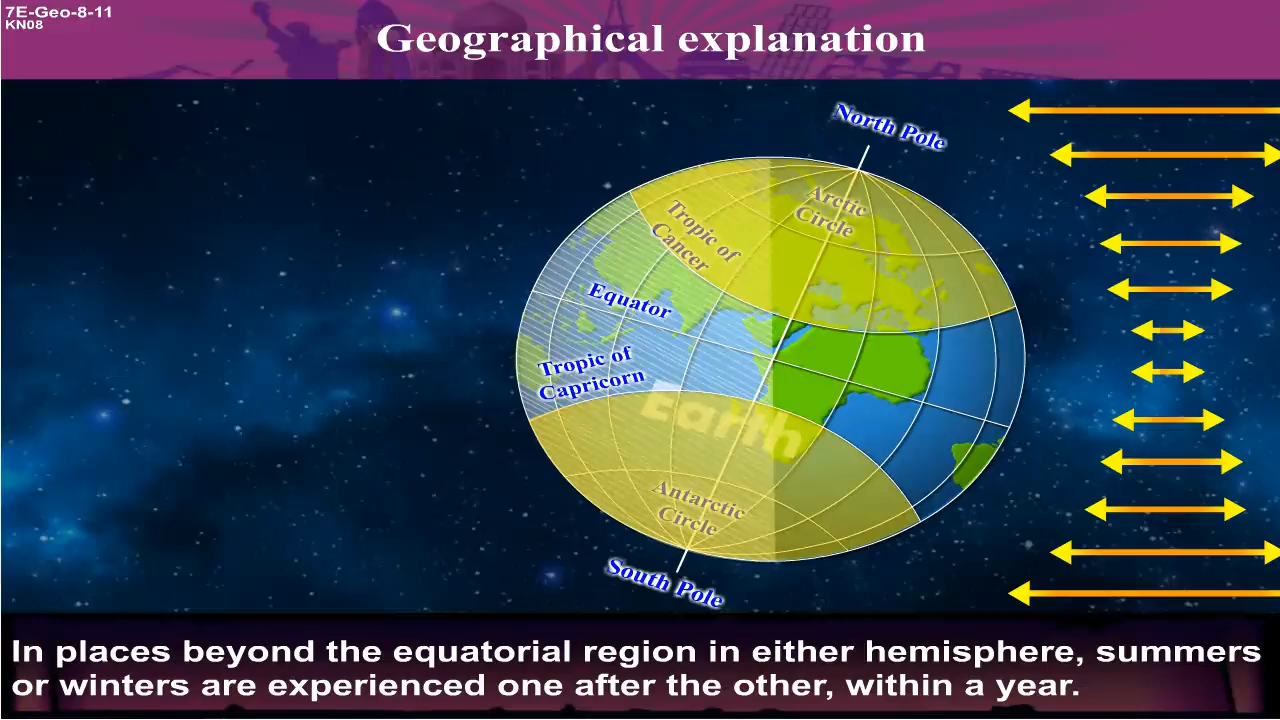 7E-Geo-8-11
KN08
Geographical explanation
North Pole
Arctic
Circle
Tropic of
Cancer
Equator
Tropic of
Capricorn
Earth
Antarctic
Circle
South Pole
In places beyond the equatorial region in either hemisphere, summers
or winters are experienced one after the other, within a year.